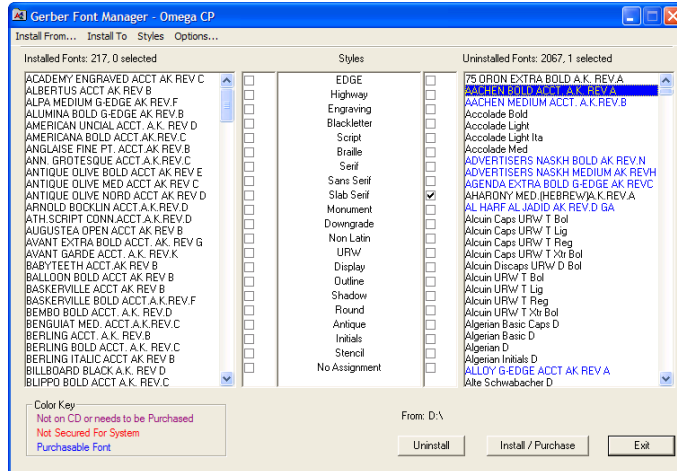 Gerber Font Manager - Omega CP
Install From... Install To Styles Options...
Installed Fonts: 217, 0 selected
Styles
Uninstalled Fonts: 2067, 1 selected
ACADEMY ENGRAVED ACCT AK REV C
ALBERTUS ACCT AK REV B
ALPA MEDIUM G-EDGE AK REV.F
ALUMINA BOLD G-EDGE AK REV.B
AMERICAN UNCIAL ACCT. A.K. REV D
AMERICANA BOLD ACCT.AK.REV.C
ANGLAISE FINE PT. ACCT.AK REV.B
ANN. GROTESQUE ACCT.A.K.REV.C
ANTIQUE OLIVE BOLD ACCT AK REV E
ANTIQUE OLIVE MED ACCT AK REV C
ANTIQUE OLIVE NORD ACCT AK REV D
ARNOLD BOCKLIN ACCT.A.K.REV.D
ATH.SCRIPT CONN.ACCT.A.K.REV.D
AUGUSTEA OPEN ACCT AK REV B
AVANT EXTRA BOLD ACCT. AK. REV G
AVANT GARDE ACCT. A.K. REV.K
BABYTEETH ACCT.AK REV B
BALLOON BOLD ACCT AK REV B
BASKERVILLE ACCT AK REV B
BASKERVILLE BOLD ACCT.A.K.REV.F
BEMBO BOLD ACCT. A.K. REV.D
BENGUIAT MED. ACCT.A.K.REV.C
BERLING ACCT. A.K. REV.B
BERLING BOLD ACCT. A.K. REV.C
BERLING ITALIC ACCT AK REV B
BILLBOARD BLACK A.K. REV D
BLIPPO BOLD ACCT A.K. REV.C
EDGE
Highway
Engraving
Blackletter
Script
Braille
Serif
Sans Serif
Slab Serif
Monument
Downgrade
Non Latin
URW
Display
Outline
Shadow
Round
Antique
Initials
Stencil
No Assignment
75 ORON EXTRA BOLD A.K. REV.A
AACHEN BOLD ACCT. A.K. REV A
AACHEN MEDIUM ACCT. A.K.REV.B
Accolade Bold
Accolade Light
Accolade Light Ita
Accolade Med
ADVERTISERS NASKH BOLD AK REV.N
ADVERTISERS NASKH MEDIUM AK REVH
AGENDA EXTRA BOLD G-EDGE AK REVC
AHARONY MED.(HEBREW)A.K.REV.A
AL HARF AL JADID AK REV.D GA
Alcuin Caps URW T Bol
Alcuin Caps URW T Lig
Alcuin Caps URW T Reg
Alcuin Caps URW T Xtr Bol
Alcuin Discaps URW D Bol
Alcuin URW T Bol
Alcuin URW T Lig
Alcuin URW T Reg
Alcuin URW T Xtr Bol
Algerian Basic Caps D
Algerian Basic D
Algerian D
Algerian Initials D
ALLOY G-EDGE ACCT AK REV A
Alte Schwabacher D
Color Key
Not on CD or needs to be Purchased
Not Secured For System
Purchasable Font
From: D:\
Uninstall
Install / Purchase
Exit